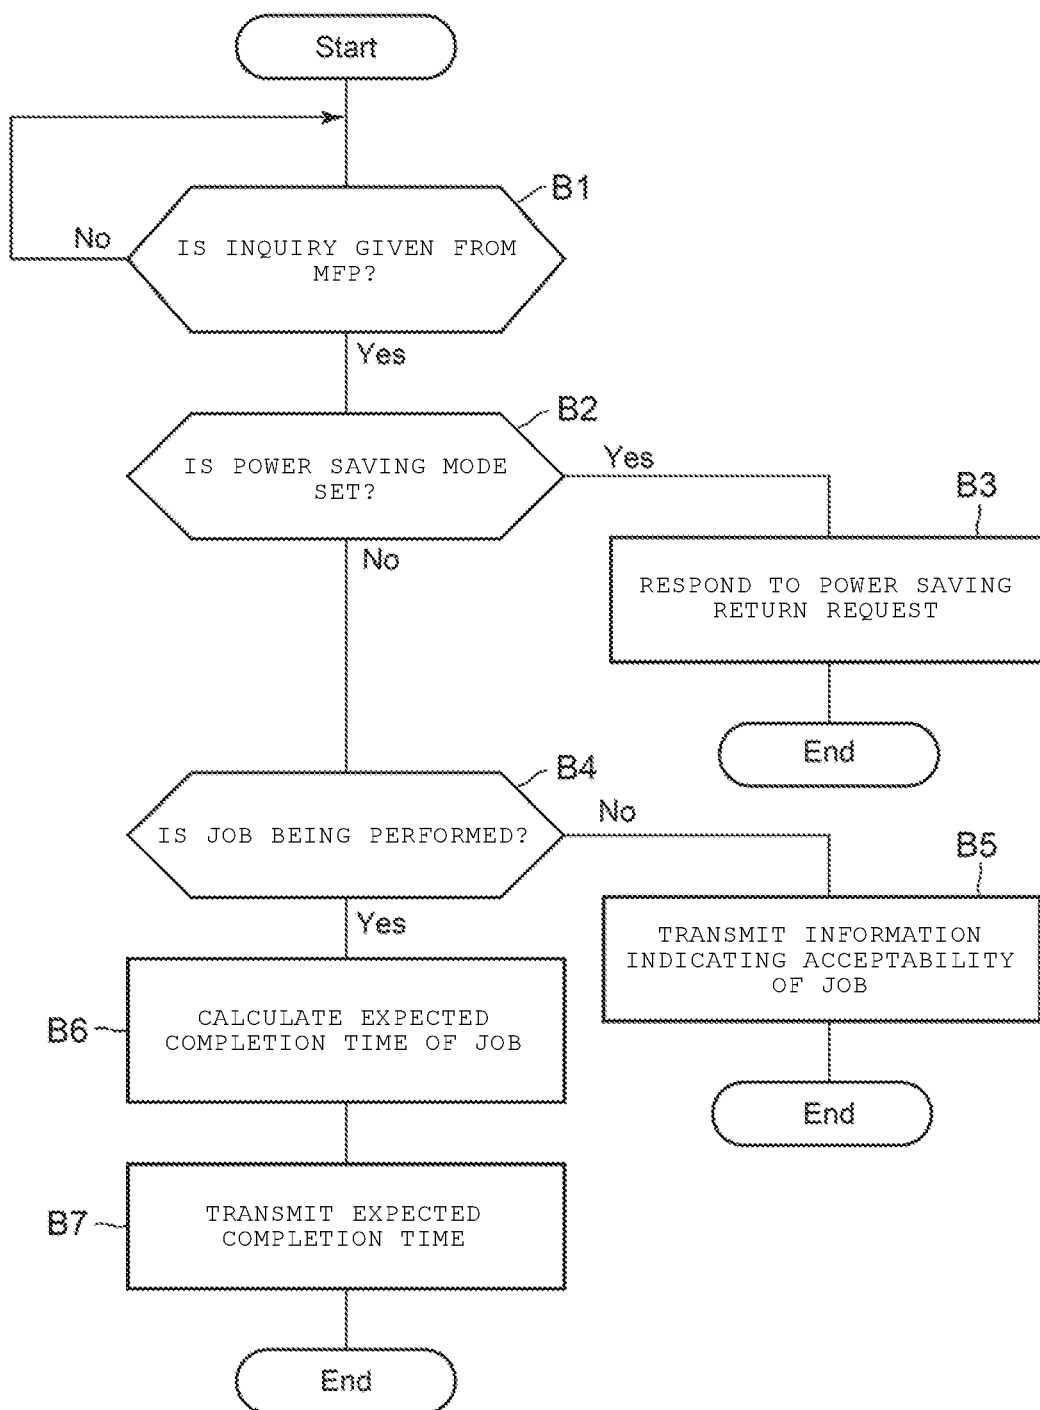 Start
B1
No
IS INQUIRY GIVEN FROM
MFP?
Yes
B2
IS POWER SAVING MODE
SET?
Yes
No
B3
RESPOND TO POWER SAVING
RETURN REQUEST
End
B4
IS JOB BEING PERFORMED?
No
Yes
B5
TRANSMIT INFORMATION
INDICATING ACCEPTABILITY
OF JOB
End
B6
CALCULATE EXPECTED
COMPLETION TIME OF JOB
B7
TRANSMIT EXPECTED
COMPLETION TIME
End